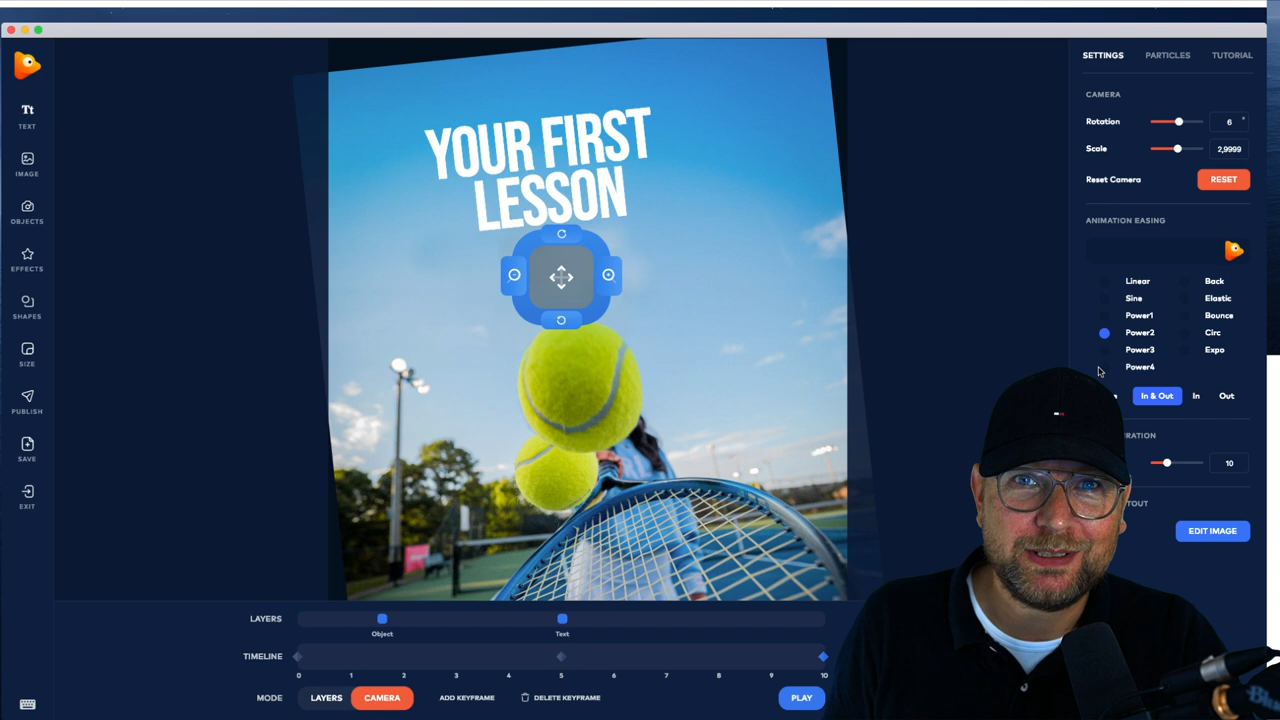 SETTINGS
PARTICLES
TUTORIAL
Tt
TEXT
IMAGE
OBJECTS
EFFECTS
SHAPES
SIZE
PUBLISH
SAVE
EXIT
YOUR FIRST
LESSON
CAMERA
Rotation
6 °
Scale
2,9999
Reset Camera
RESET
ANIMATION EASING
Linear
Back
Sine
Elastic
Power1
Bounce
Power2
Circ
Power3
Expo
Power4
In & Out
In
Out
10
EDIT IMAGE
LAYERS
Object
Text
TIMELINE
0 1 2 3 4 5 6 7 8 9 10
MODE
LAYERS
CAMERA
ADD KEYFRAME
DELETE KEYFRAME
PLAY